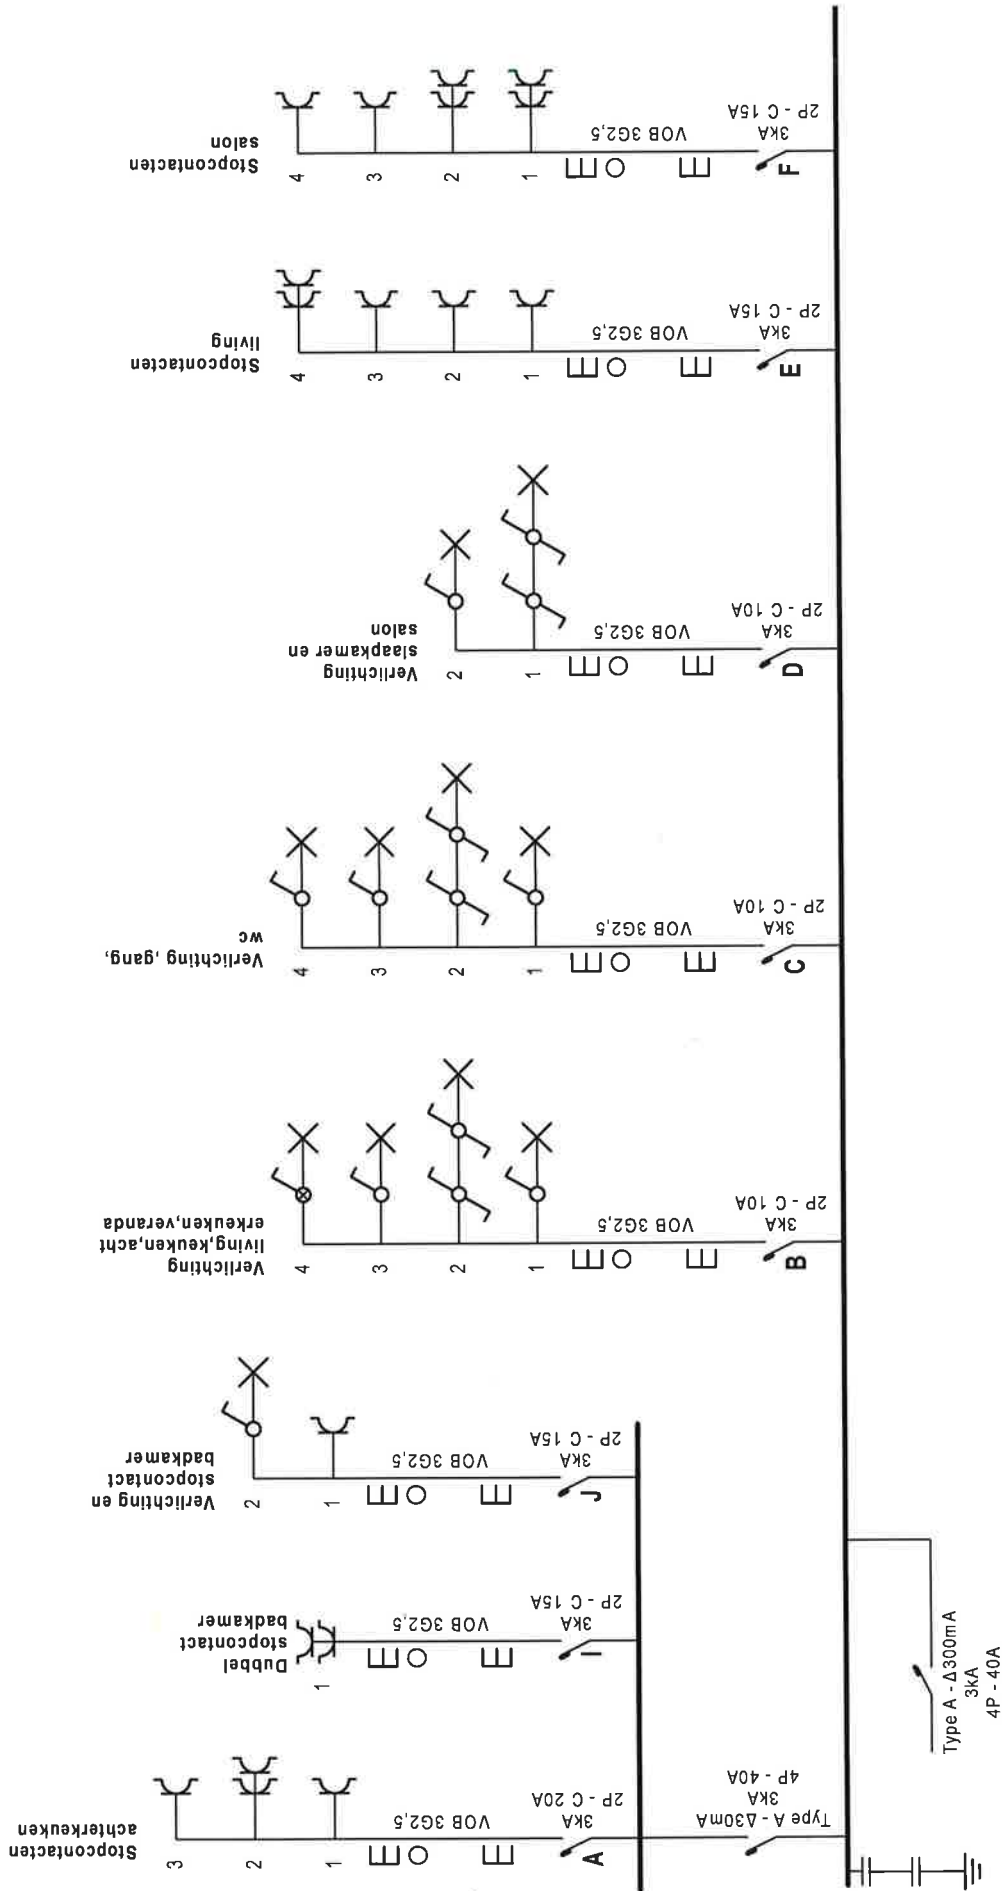 Stopcontacten
achterkeuken
3
2
1
VOB 3G2,5
A
3kA
2P - C 20A
Type A - Δ30mA
3kA
4P - 40A
Dubbel
stopcontact
badkamer
1
VOB 3G2,5
I
3kA
2P - C 15A
Verlichting en
stopcontact
badkamer
2
1
VOB 3G2,5
J
3kA
2P - C 15A
Type A - Δ300mA
3kA
4P - 40A
Verlichting
living,keuken,acht
erkeuken,veranda
4
3
2
1
VOB 3G2,5
B
3kA
2P - C 10A
Verlichting ,gang,
wc
4
3
2
1
VOB 3G2,5
C
3kA
2P - C 10A
Verlichting
slaapkamer en
salon
2
1
VOB 3G2,5
D
3kA
2P - C 10A
Stopcontacten
living
4
3
2
1
VOB 3G2,5
E
3kA
2P - C 15A
Stopcontacten
salon
4
3
2
1
VOB 3G2,5
F
3kA
2P - C 15A